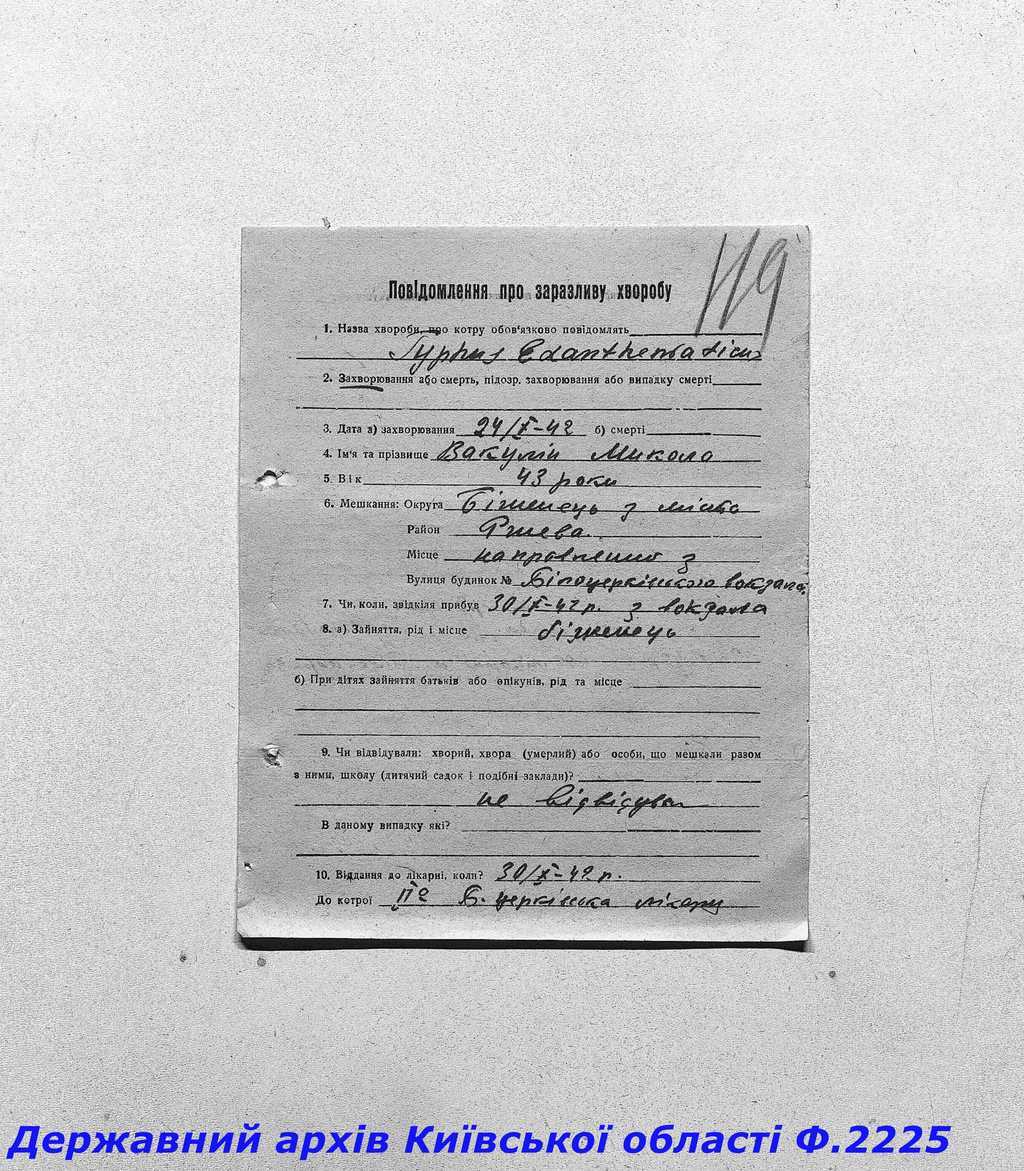 119
Повідомлення про заразливу хворобу
1. Назва хвороби, про котру обов'язково повідомлять
Typhus Exanthematicus
2. Захворювання або смерть, підозр. захворювання або випадку смерті
3. Дата а) захворювання 24/X-42 б) смерті
4. Ім'я та прізвище Вакулін Микола
5. Вік 43 роки
6. Мешкання: Округа Біженець з міста
Район Ржева.
Місце направлено з
Вулиця будинок № Білоцерківського вокзала
7. Чи, коли, звідкіля прибув 30/X-42 р. з вокзала
8. а) Зайняття, рід і місце біженець
б) При дітях зайняття батьків або опікунів, рід та місце
9. Чи відвідували: хворий, хвора (умерлий) або особи, що мешкали разом
з ними, школу (дитячий садок і подібні заклади)?
не відвідував
В даному випадку які?
10. Віддання до лікарні, коли? 30/X-42 р.
До котрої Б. церківська лікарн
Державний архів Київської області Ф.2225